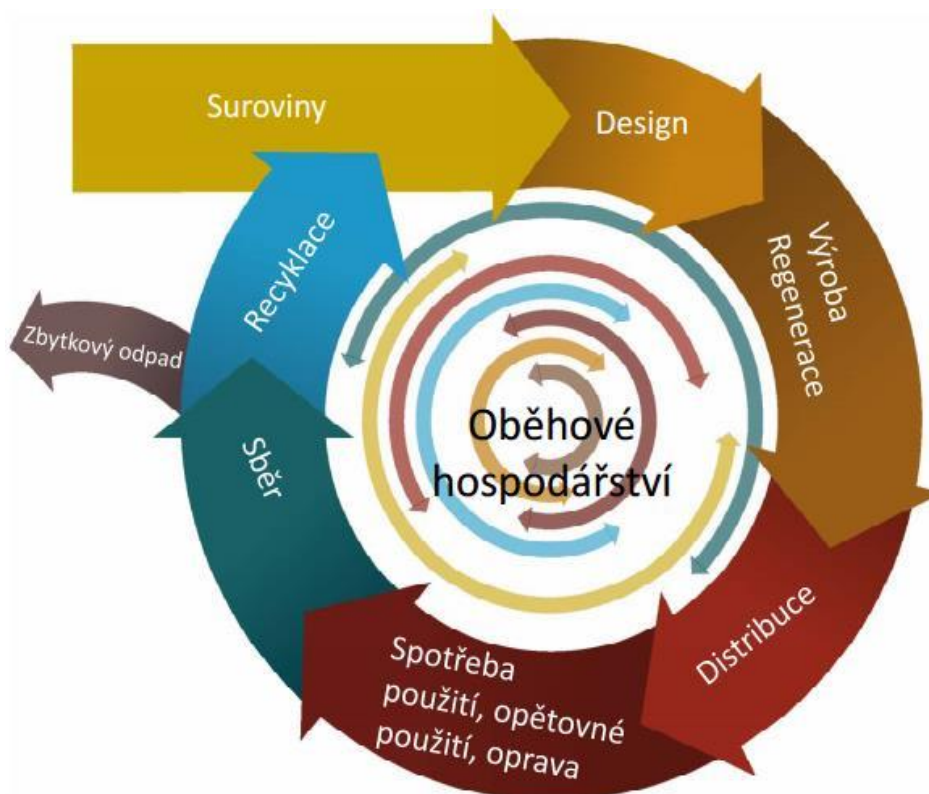 Suroviny
Design
Výroba
Regenerace
Distribuce
Spotřeba
použití, opětovné
použití, oprava
Sběr
Recyklace
Zbytkový odpad
Oběhové
hospodářství